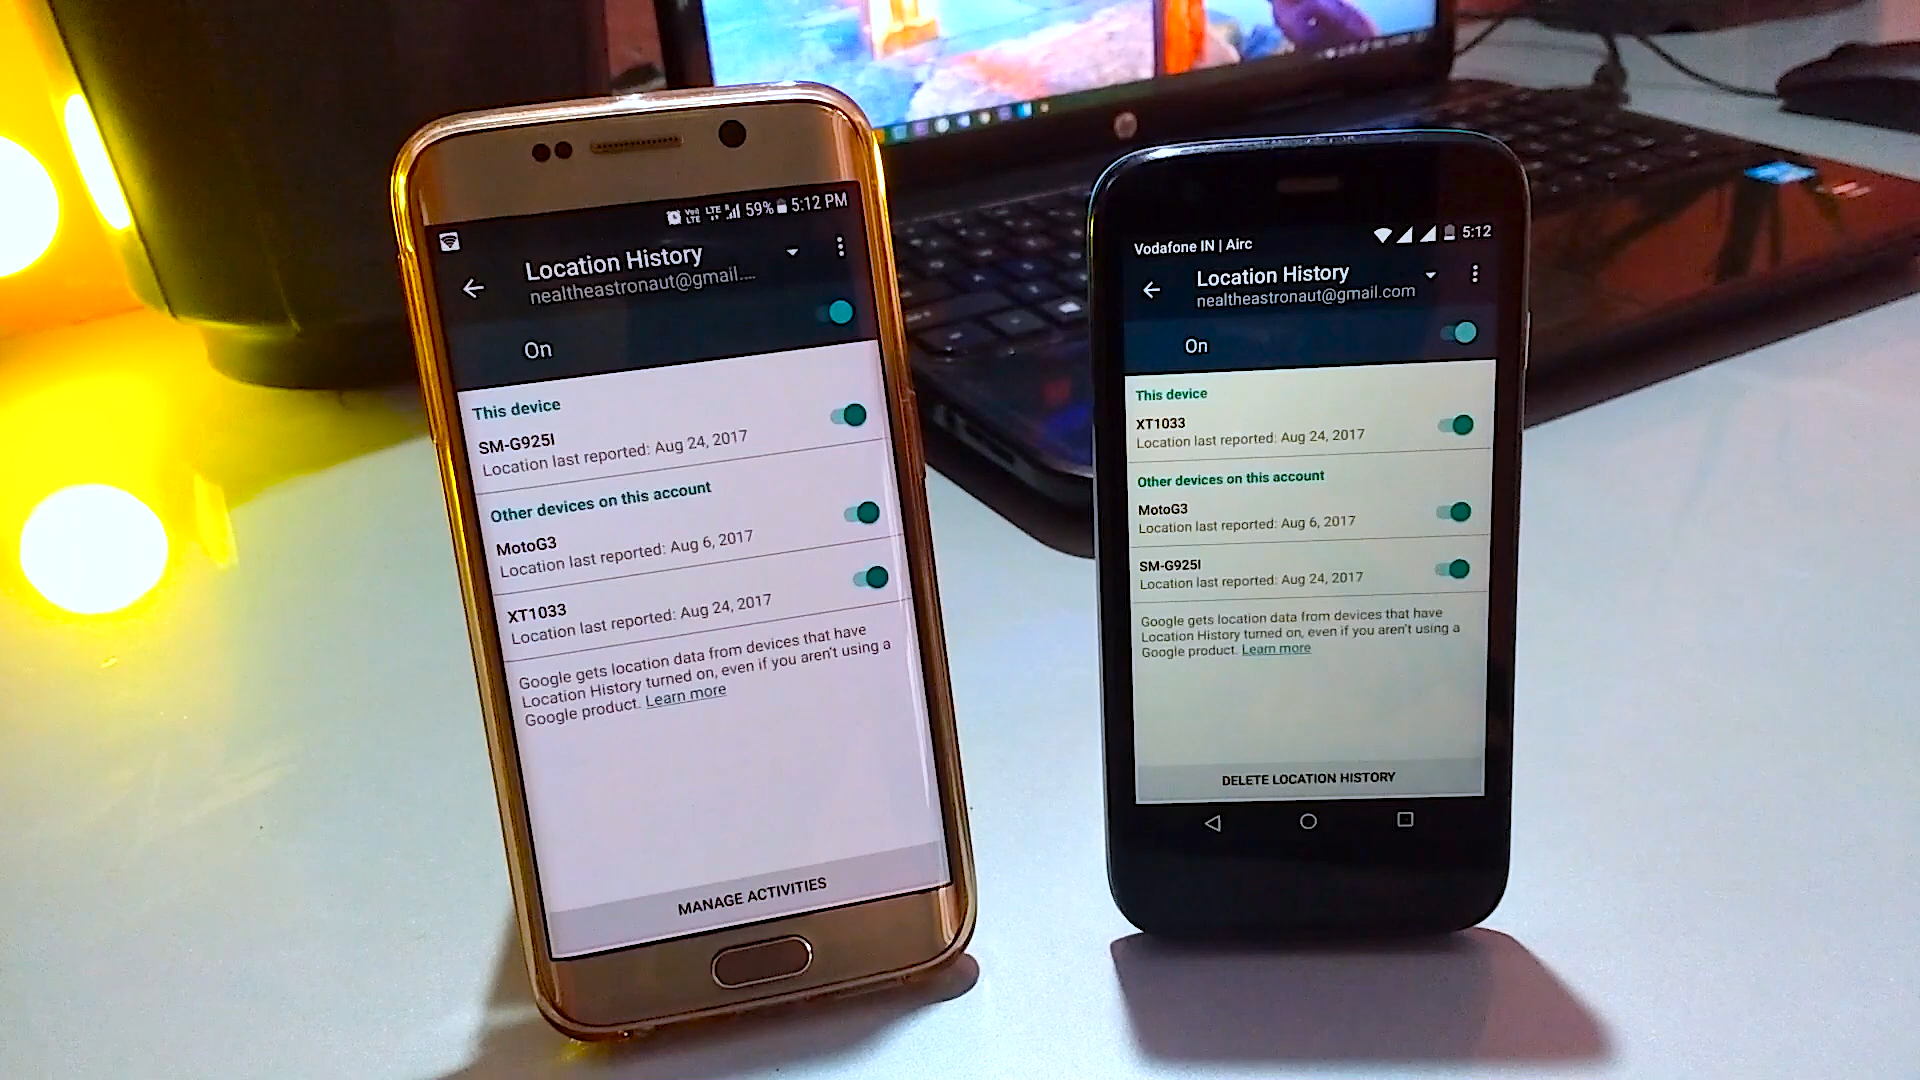 VoB LTE LTE 59% 5:12 PM
Location History
nealtheastronaut@gmail....
On
This device
SM-G925I
Location last reported: Aug 24, 2017
Other devices on this account
MotoG3
Location last reported: Aug 6, 2017
XT1033
Location last reported: Aug 24, 2017
Google gets location data from devices that have
Location History turned on, even if you aren't using a
Google product. Learn more
MANAGE ACTIVITIES
Vodafone IN | Airc 5:12
Location History
nealtheastronaut@gmail.com
On
This device
XT1033
Location last reported: Aug 24, 2017
Other devices on this account
MotoG3
Location last reported: Aug 6, 2017
SM-G925I
Location last reported: Aug 24, 2017
Google gets location data from devices that have
Location History turned on, even if you aren't using a
Google product. Learn more
DELETE LOCATION HISTORY
hp